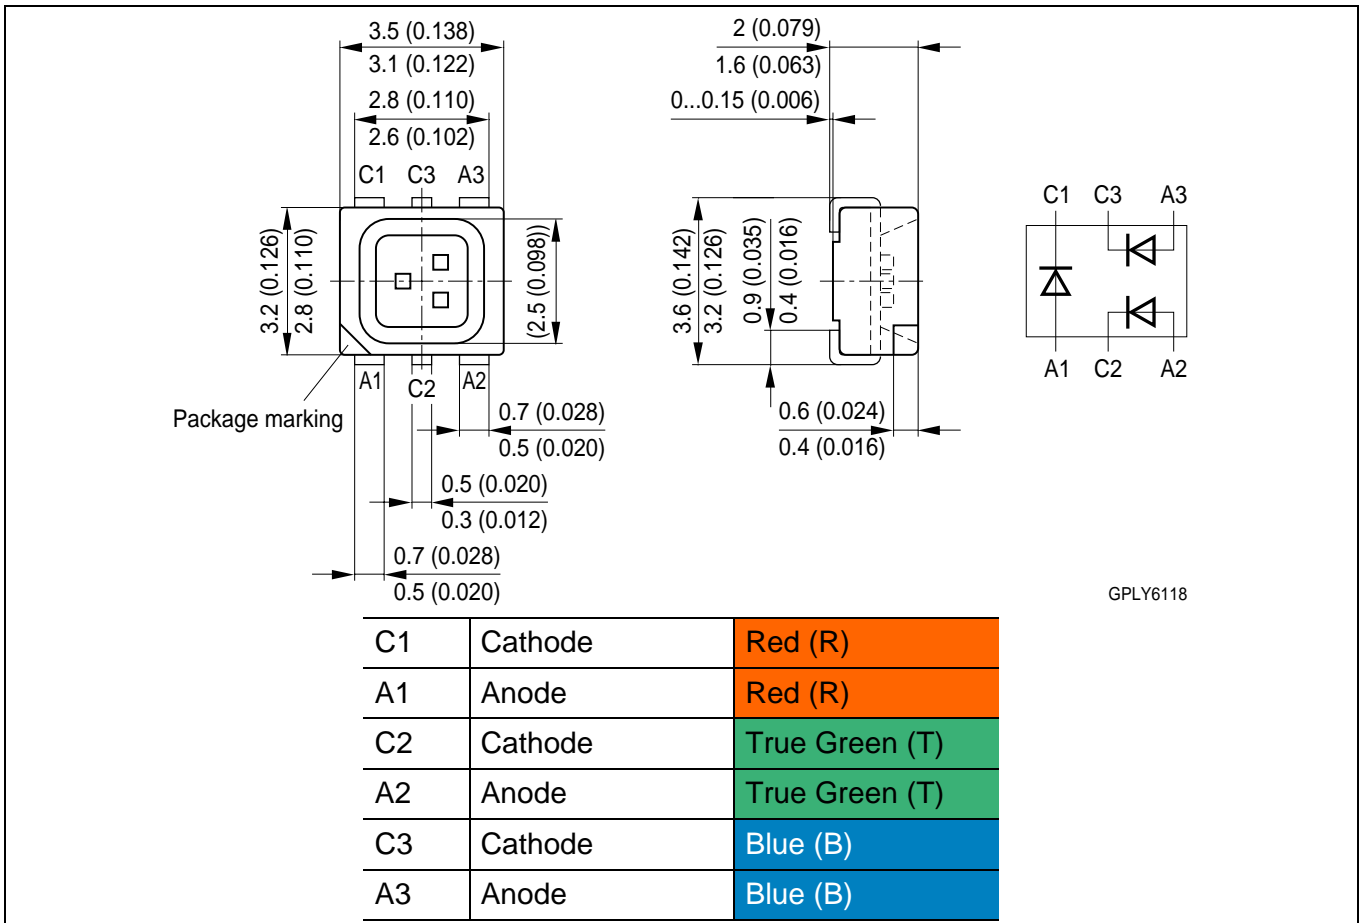 3.5 (0.138)
3.1 (0.122)
2.8 (0.110)
2.6 (0.102)
C1 C3 A3
3.2 (0.126)
2.8 (0.110)
(2.5 (0.098))
A1 C2 A2
Package marking
0.7 (0.028)
0.5 (0.020)
0.5 (0.020)
0.3 (0.012)
0.7 (0.028)
0.5 (0.020)
2 (0.079)
1.6 (0.063)
0...0.15 (0.006)
3.6 (0.142)
3.2 (0.126)
0.9 (0.035)
0.4 (0.016)
0.6 (0.024)
0.4 (0.016)
C1 C3 A3
A1 C2 A2
GPLY6118
C1 Cathode Red (R)
A1 Anode Red (R)
C2 Cathode True Green (T)
A2 Anode True Green (T)
C3 Cathode Blue (B)
A3 Anode Blue (B)